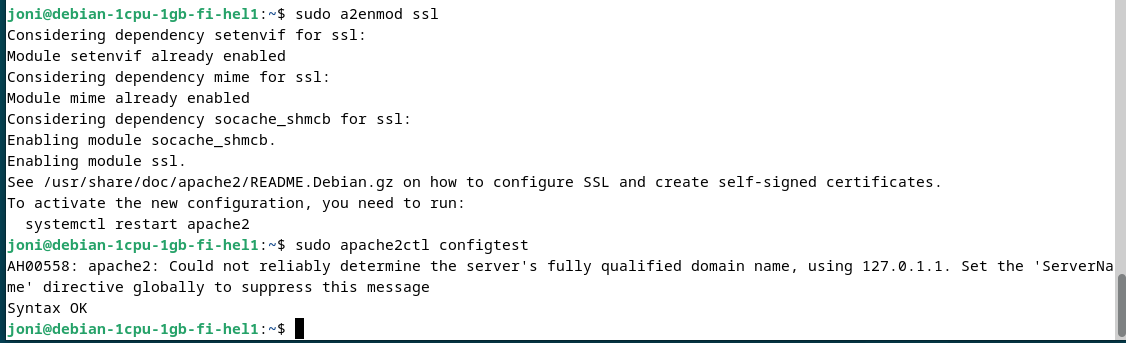 joni@debian-1cpu-1gb-fi-hel1:~$ sudo a2enmod ssl
Considering dependency setenvif for ssl:
Module setenvif already enabled
Considering dependency mime for ssl:
Module mime already enabled
Considering dependency socache_shmcb for ssl:
Enabling module socache_shmcb.
Enabling module ssl.
See /usr/share/doc/apache2/README.Debian.gz on how to configure SSL and create self-signed certificates.
To activate the new configuration, you need to run:
  systemctl restart apache2
joni@debian-1cpu-1gb-fi-hel1:~$ sudo apache2ctl configtest
AH00558: apache2: Could not reliably determine the server's fully qualified domain name, using 127.0.1.1. Set the 'ServerNa
me' directive globally to suppress this message
Syntax OK
joni@debian-1cpu-1gb-fi-hel1:~$